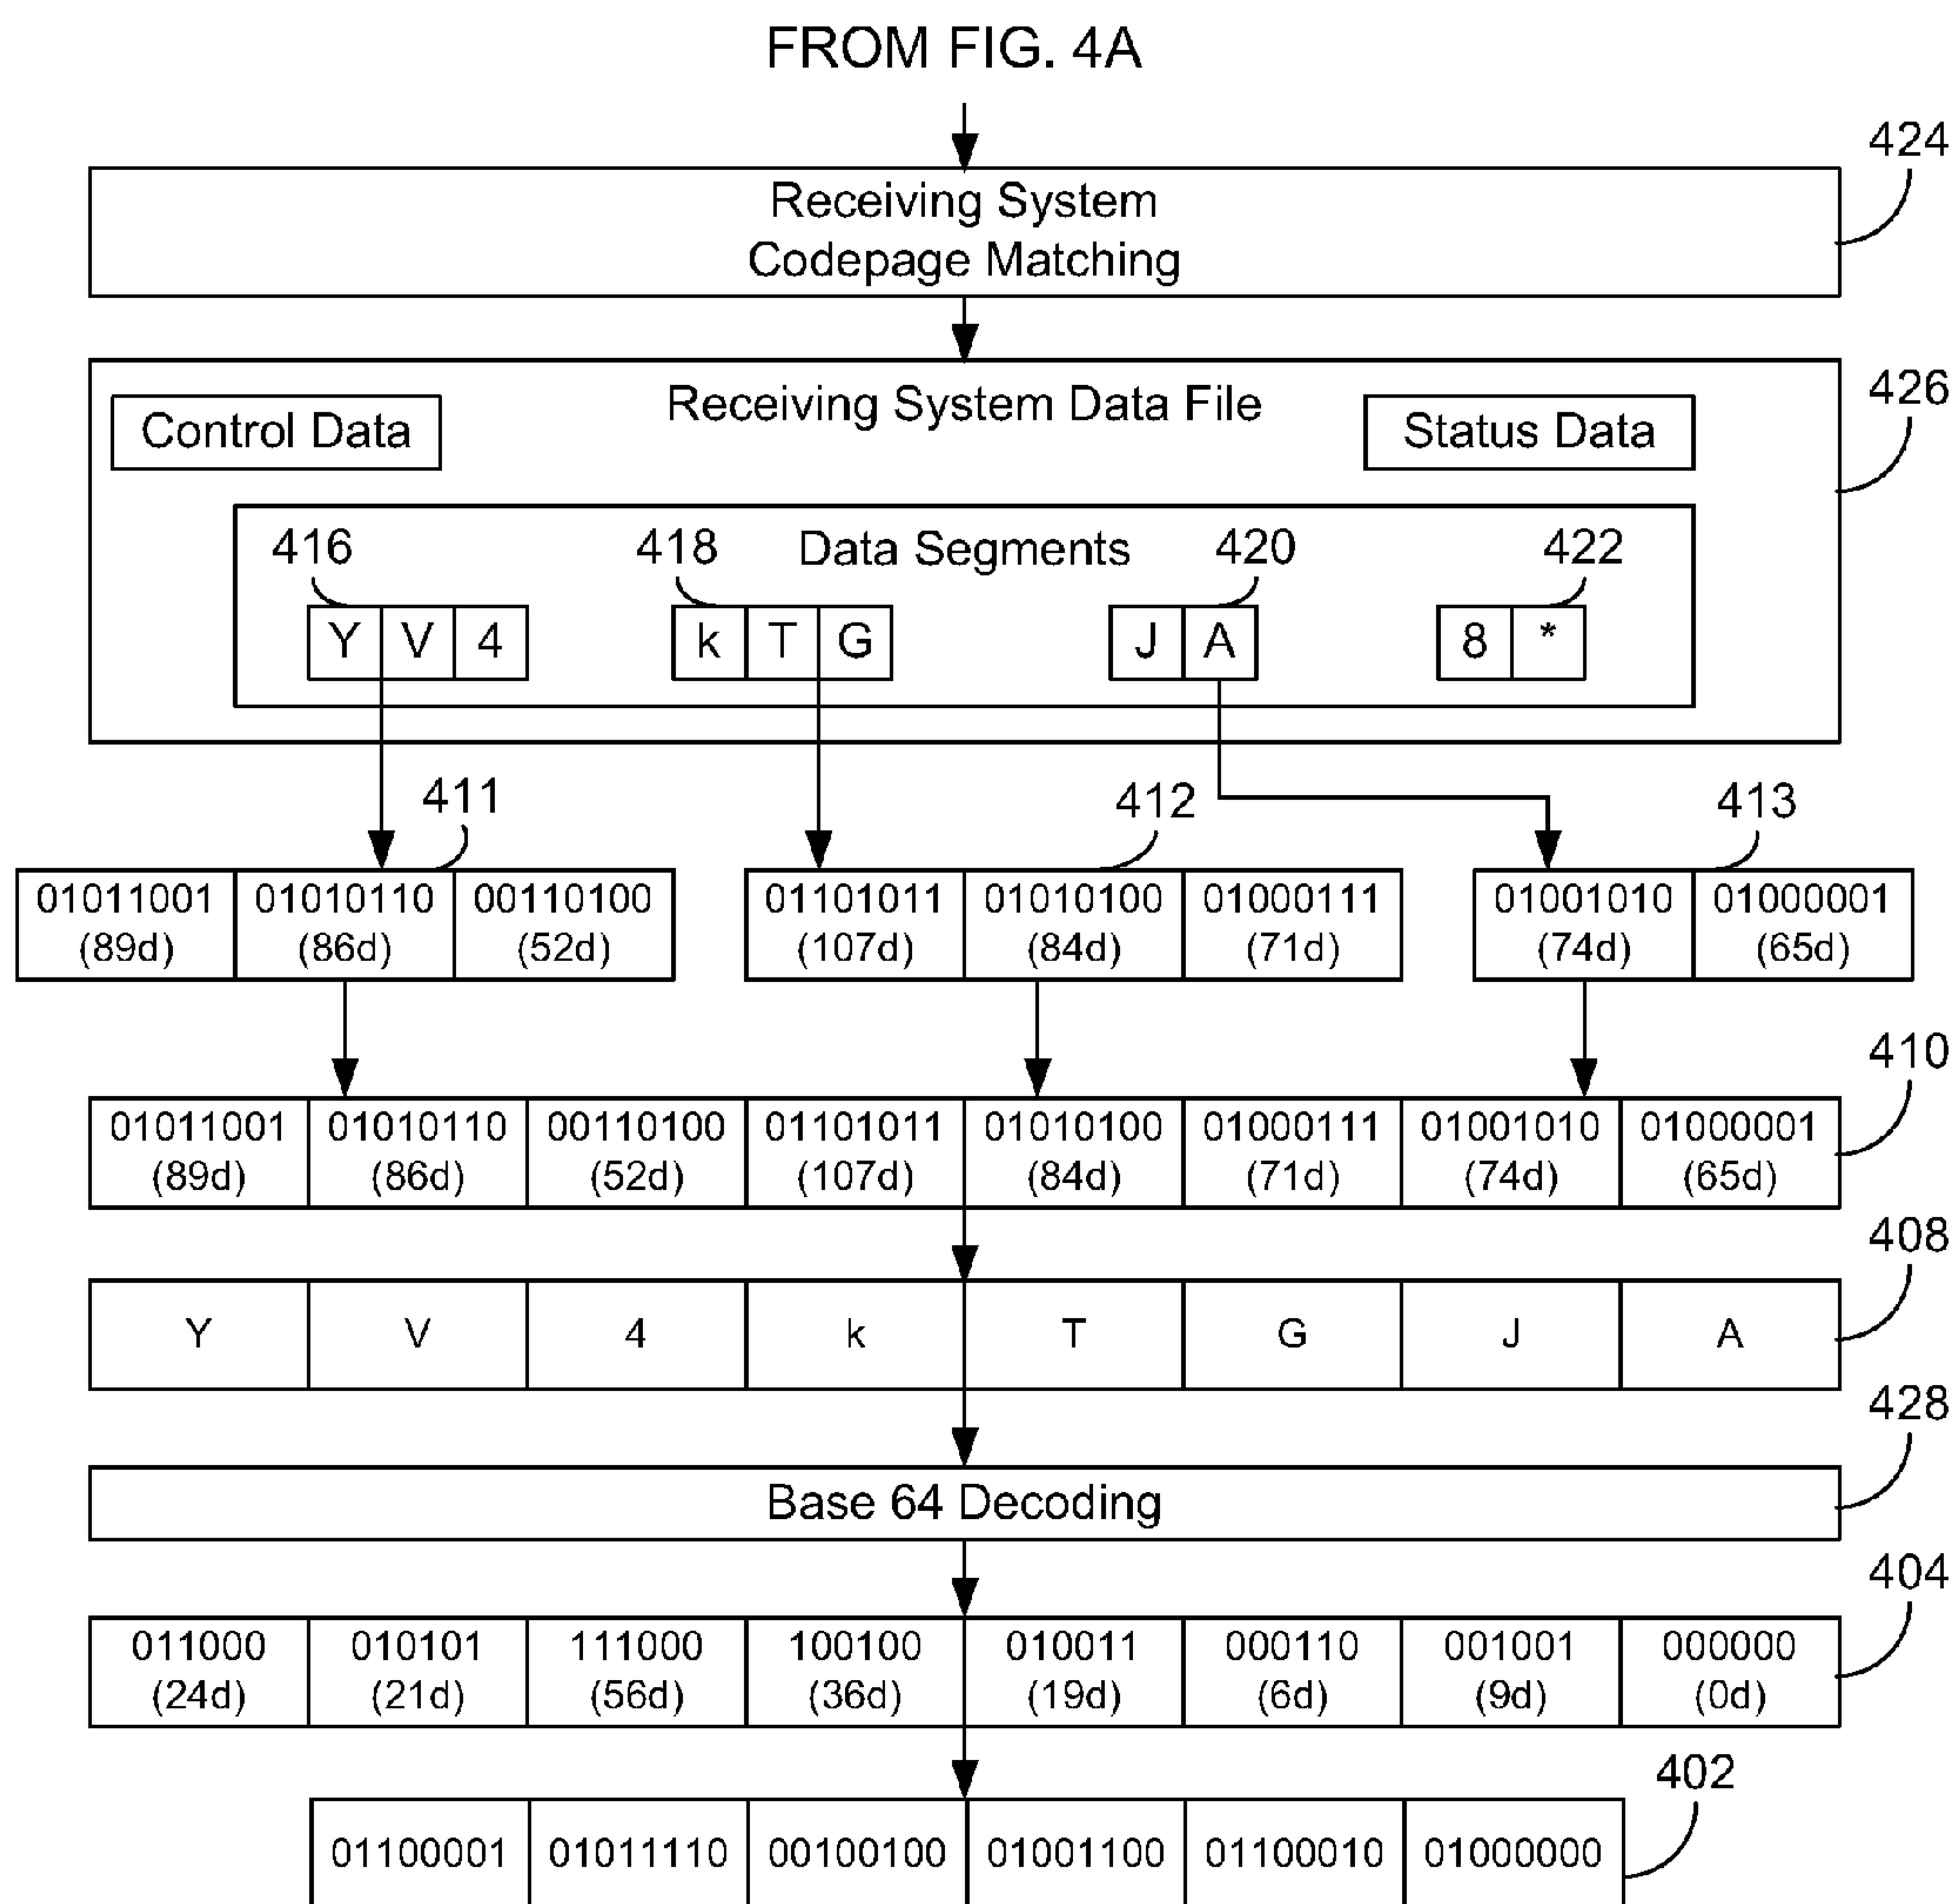 FROM FIG. 4A
424
Receiving System
Codepage Matching
426
Control Data
Receiving System Data File
Status Data
416
418
Data Segments
420
422
Y V 4
k T G
J A
8 *
411
412
413
01011001 01010110 00110100
(89d) (86d) (52d)
01101011 01010100 01000111
(107d) (84d) (71d)
01001010 01000001
(74d) (65d)
410
01011001 01010110 00110100 01101011 01010100 01000111 01001010 01000001
(89d) (86d) (52d) (107d) (84d) (71d) (74d) (65d)
408
Y V 4 k T G J A
428
Base 64 Decoding
404
011000 010101 111000 100100 010011 000110 001001 000000
(24d) (21d) (56d) (36d) (19d) (6d) (9d) (0d)
402
01100001 01011110 00100100 01001100 01100010 01000000